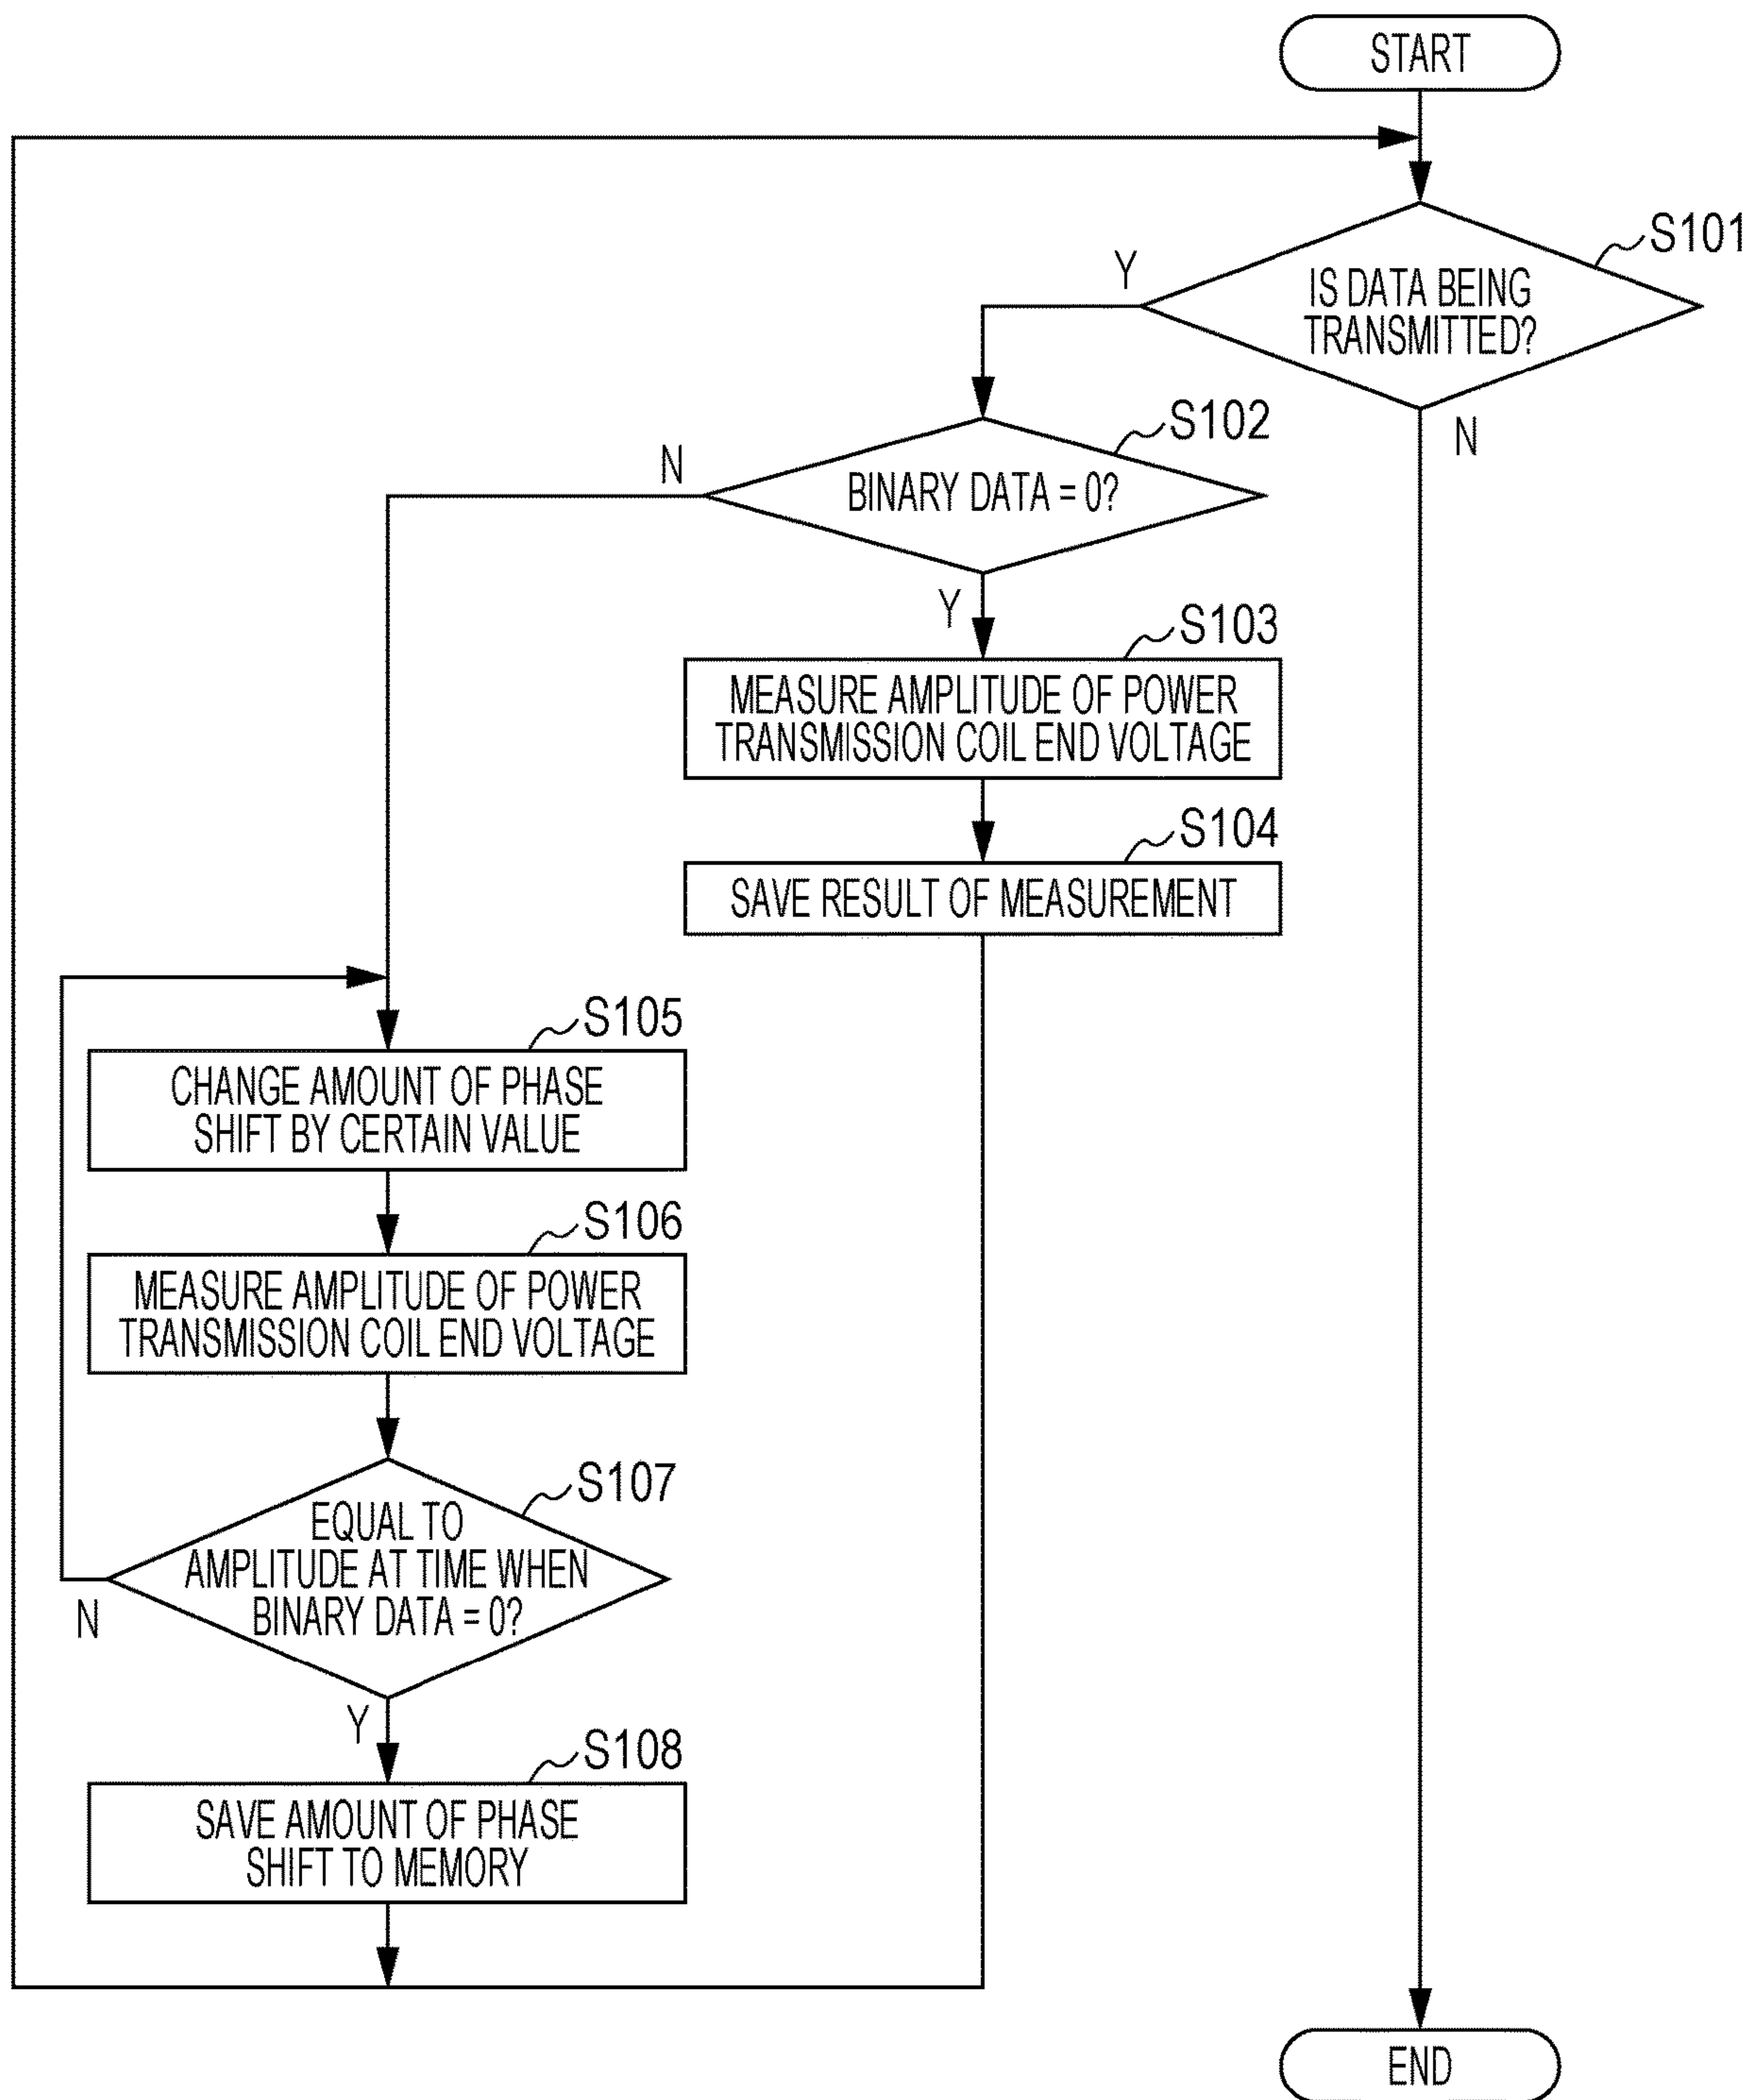 START
S101
Y
IS DATA BEING
TRANSMITTED?
N
S102
N
BINARY DATA = 0?
Y
S103
MEASURE AMPLITUDE OF POWER
TRANSMISSION COIL END VOLTAGE
S104
SAVE RESULT OF MEASUREMENT
S105
CHANGE AMOUNT OF PHASE
SHIFT BY CERTAIN VALUE
S106
MEASURE AMPLITUDE OF POWER
TRANSMISSION COIL END VOLTAGE
S107
EQUAL TO
AMPLITUDE AT TIME WHEN
BINARY DATA = 0?
N
Y
S108
SAVE AMOUNT OF PHASE
SHIFT TO MEMORY
END